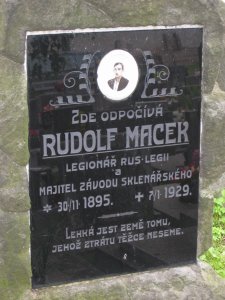 Zde odpočívá
RUDOLF MACEK
LEGIONÁŘ RUS·LEGII
a
MAJITEL ZÁVODU SKLENÁŘSKÉHO
* 30/11 1895. + 7/1 1929.
LEHKÁ JEST ZEMĚ TOMU,
JEHOŽ ZTRÁTU TĚŽCE NESEME.